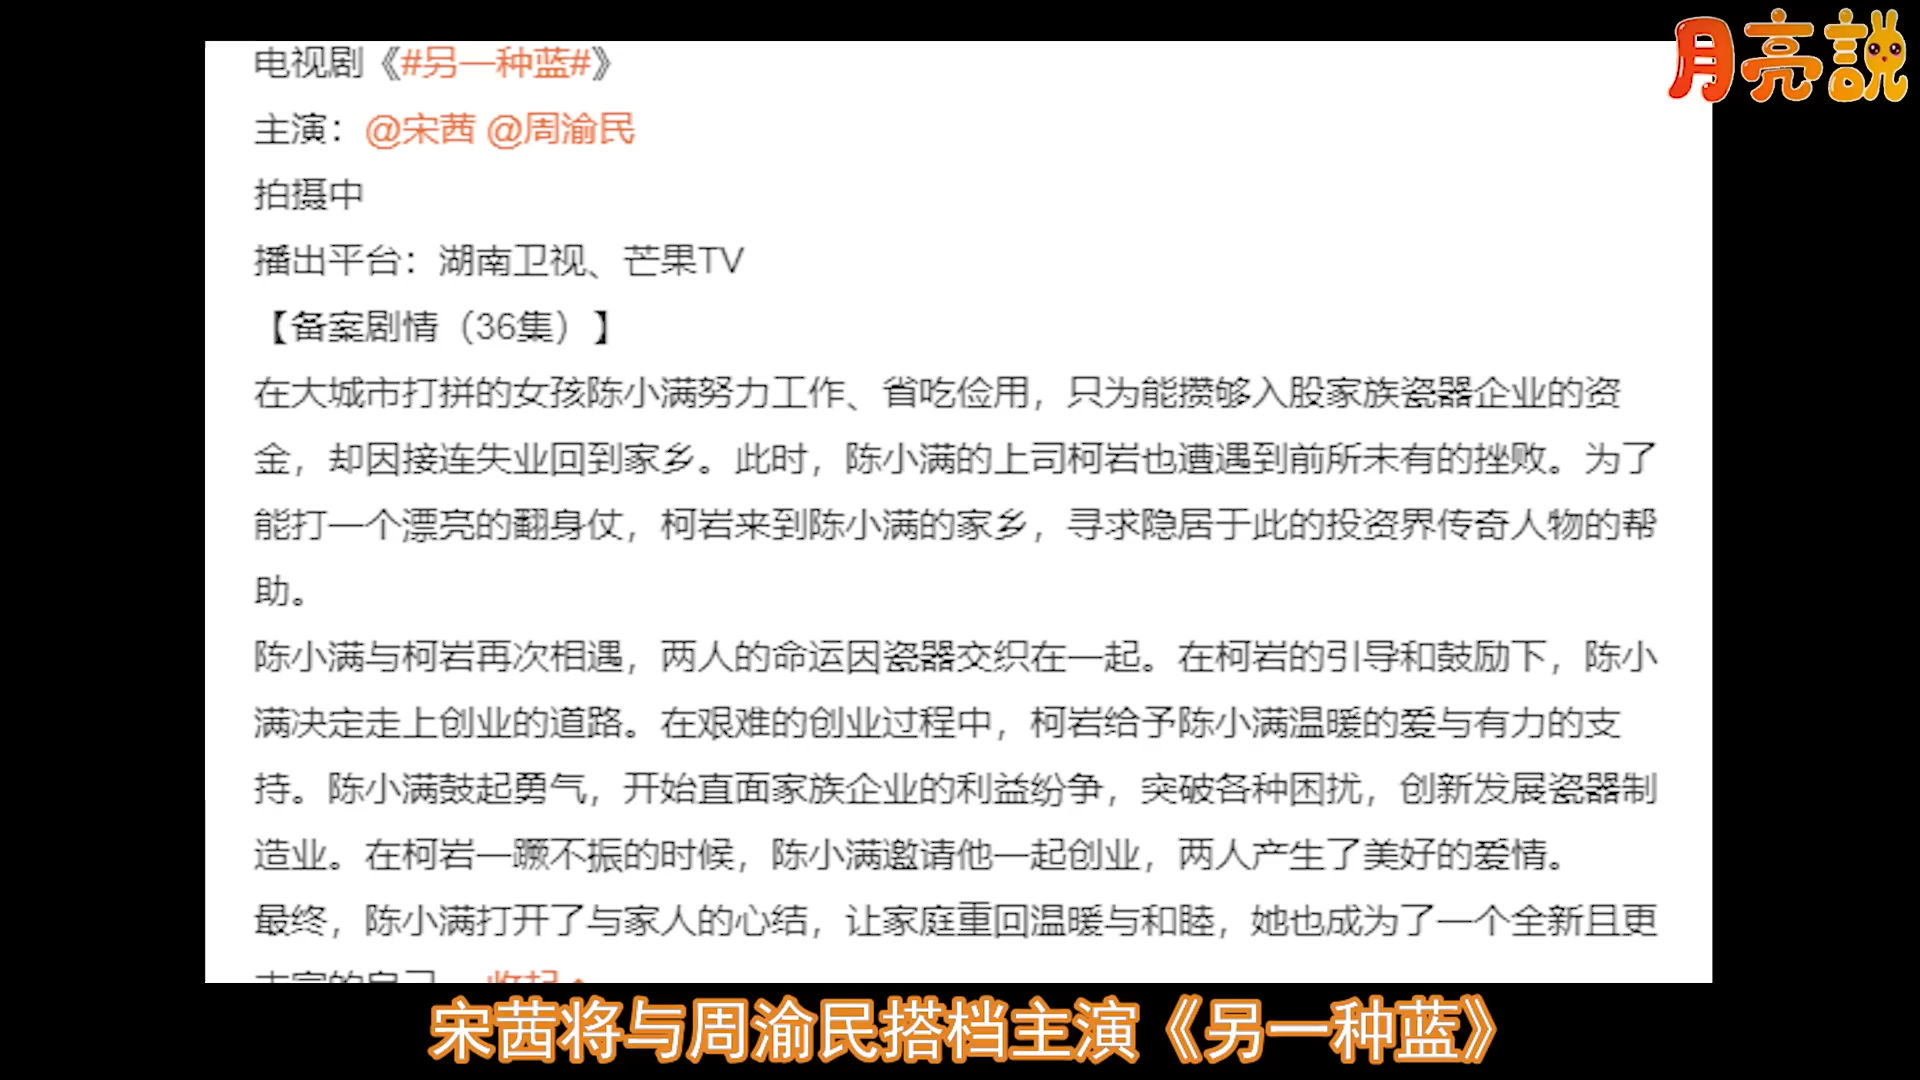 月亮説
电视剧《#另一种蓝#》
主演：@宋茜 @周渝民
拍摄中
播出平台：湖南卫视、芒果TV
【备案剧情（36集）】
在大城市打拼的女孩陈小满努力工作、省吃俭用，只为能攒够入股家族瓷器企业的资
金，却因接连失业回到家乡。此时，陈小满的上司柯岩也遭遇到前所未有的挫败。为了
能打一个漂亮的翻身仗，柯岩来到陈小满的家乡，寻求隐居于此的投资界传奇人物的帮
助。
陈小满与柯岩再次相遇，两人的命运因瓷器交织在一起。在柯岩的引导和鼓励下，陈小
满决定走上创业的道路。在艰难的创业过程中，柯岩给予陈小满温暖的爱与有力的支
持。陈小满鼓起勇气，开始直面家族企业的利益纷争，突破各种困扰，创新发展瓷器制
造业。在柯岩一蹶不振的时候，陈小满邀请他一起创业，两人产生了美好的爱情。
最终，陈小满打开了与家人的心结，让家庭重回温暖与和睦，她也成为了一个全新且更
宋茜将与周渝民搭档主演《另一种蓝》